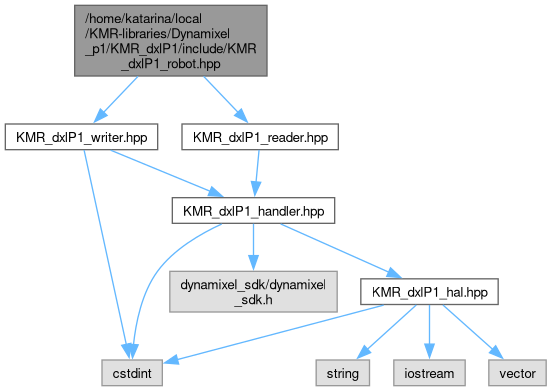 /home/katarina/local
/KMR-libraries/Dynamixel
_p1/KMR_dxlP1/include/KMR
_dxlP1_robot.hpp
KMR_dxlP1_writer.hpp
KMR_dxlP1_reader.hpp
KMR_dxlP1_handler.hpp
dynamixel_sdk/dynamixel
_sdk.h
KMR_dxlP1_hal.hpp
cstdint
string
iostream
vector